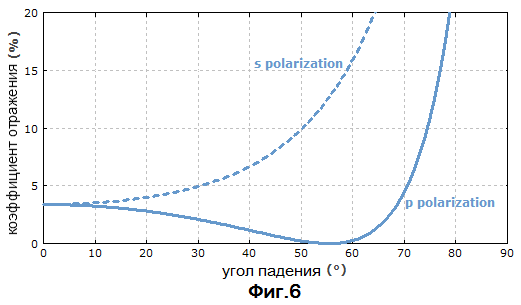 20
15
10
5
0
коэффициент отражения (%)
s polarization
p polarization
0 10 20 30 40 50 60 70 80 90
угол падения (°)
Фиг.6